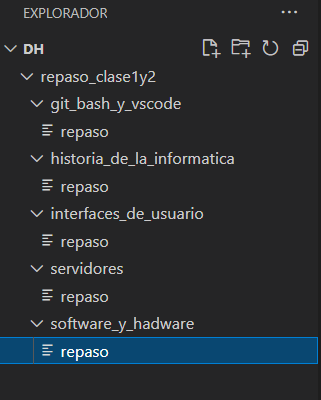 EXPLORADOR
DH
repaso_clase1y2
git_bash_y_vscode
repaso
historia_de_la_informatica
repaso
interfaces_de_usuario
repaso
servidores
repaso
software_y_hadware
repaso